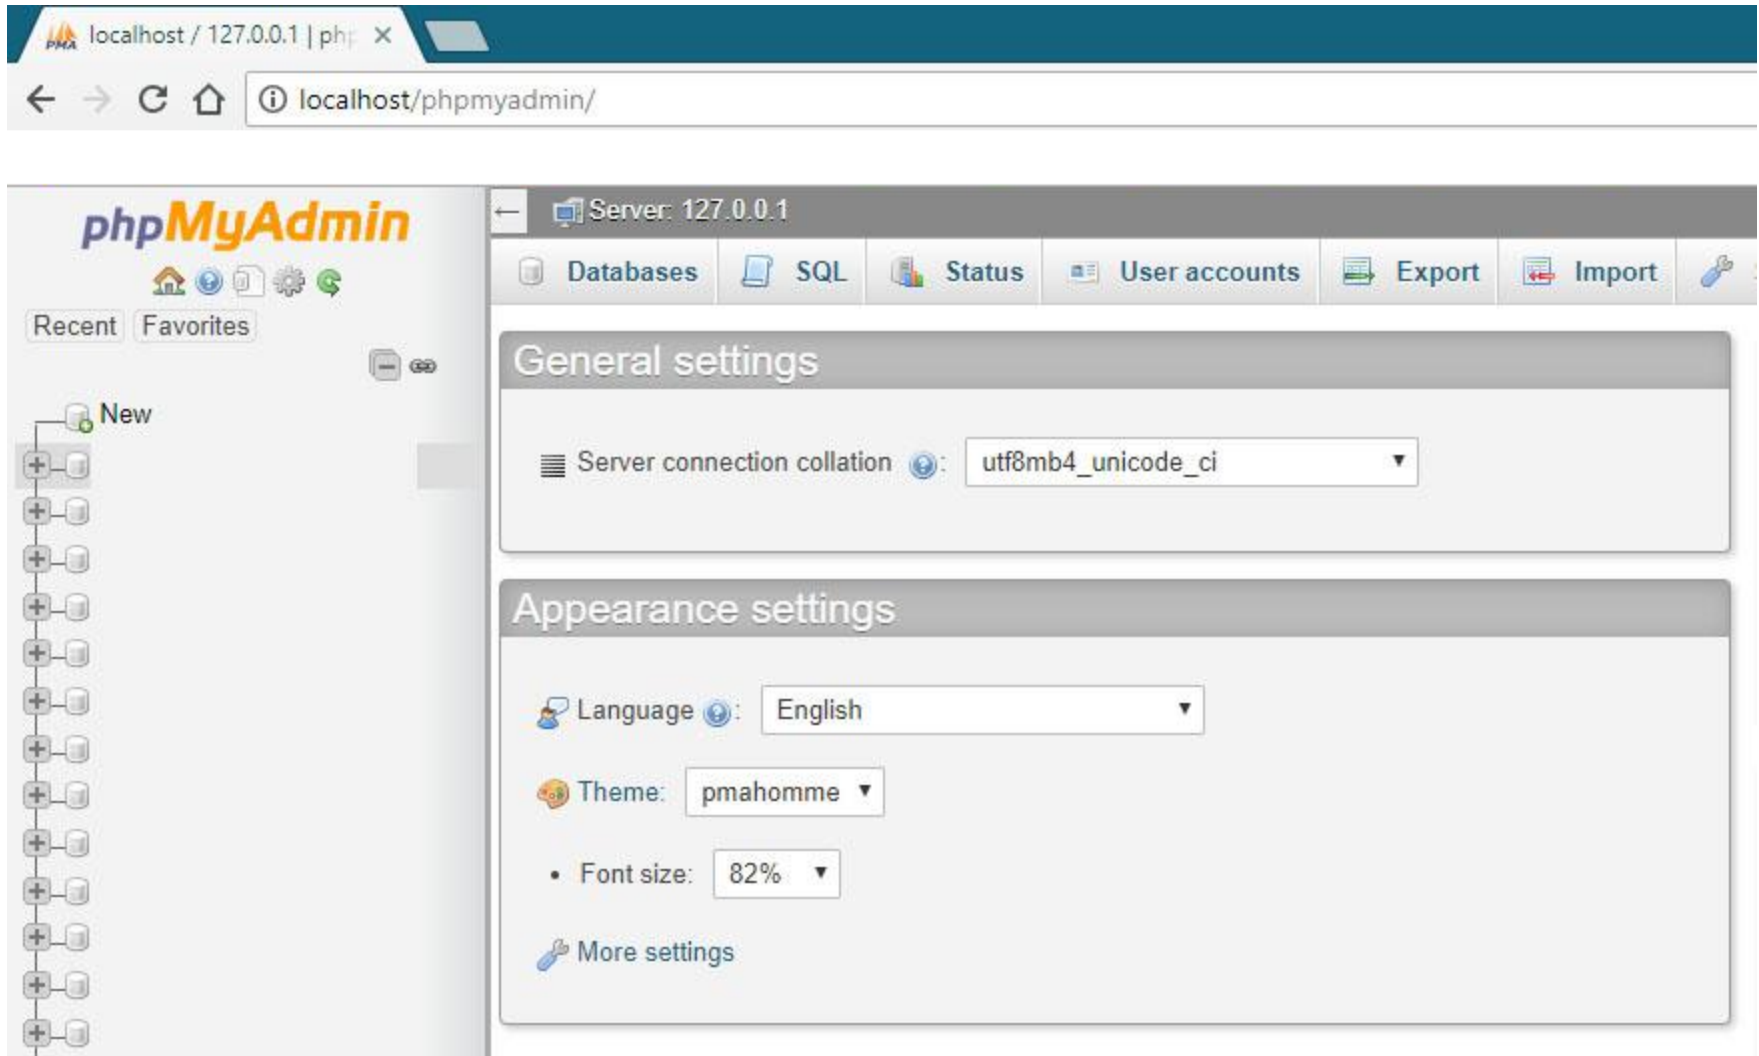 localhost / 127.0.0.1 | php
localhost/phpmyadmin/
phpMyAdmin
Recent Favorites
New
Server: 127.0.0.1
Databases SQL Status User accounts Export Import
General settings
Server connection collation : utf8mb4_unicode_ci
Appearance settings
Language : English
Theme: pmahomme
• Font size: 82%
More settings